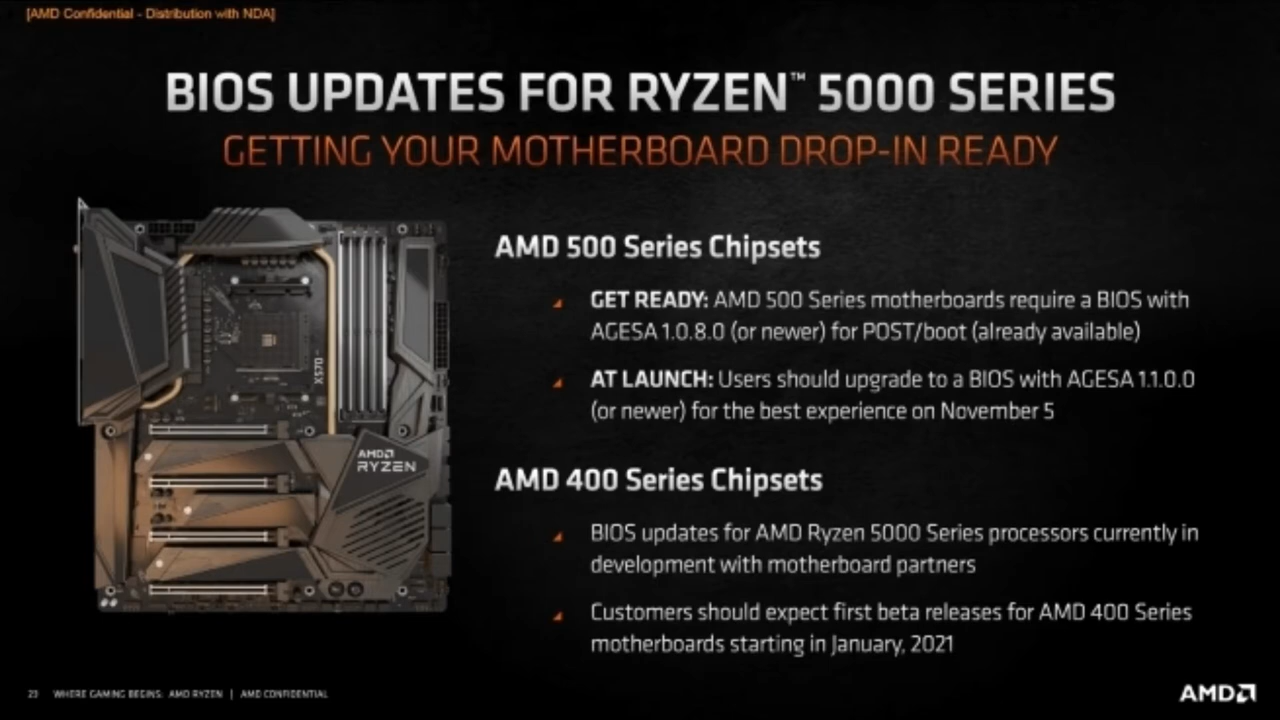 [AMD Confidential - Distribution with NDA]
BIOS UPDATES FOR RYZEN™ 5000 SERIES
GETTING YOUR MOTHERBOARD DROP-IN READY
AMD 500 Series Chipsets
GET READY: AMD 500 Series motherboards require a BIOS with
AGESA 1.0.8.0 (or newer) for POST/boot (already available)
AT LAUNCH: Users should upgrade to a BIOS with AGESA 1.1.0.0
(or newer) for the best experience on November 5
X570
AMD
RYZEN
AMD 400 Series Chipsets
BIOS updates for AMD Ryzen 5000 Series processors currently in
development with motherboard partners
Customers should expect first beta releases for AMD 400 Series
motherboards starting in January, 2021
23 WHERE GAMING BEGINS: AMD RYZEN | AMD CONFIDENTIAL
AMD